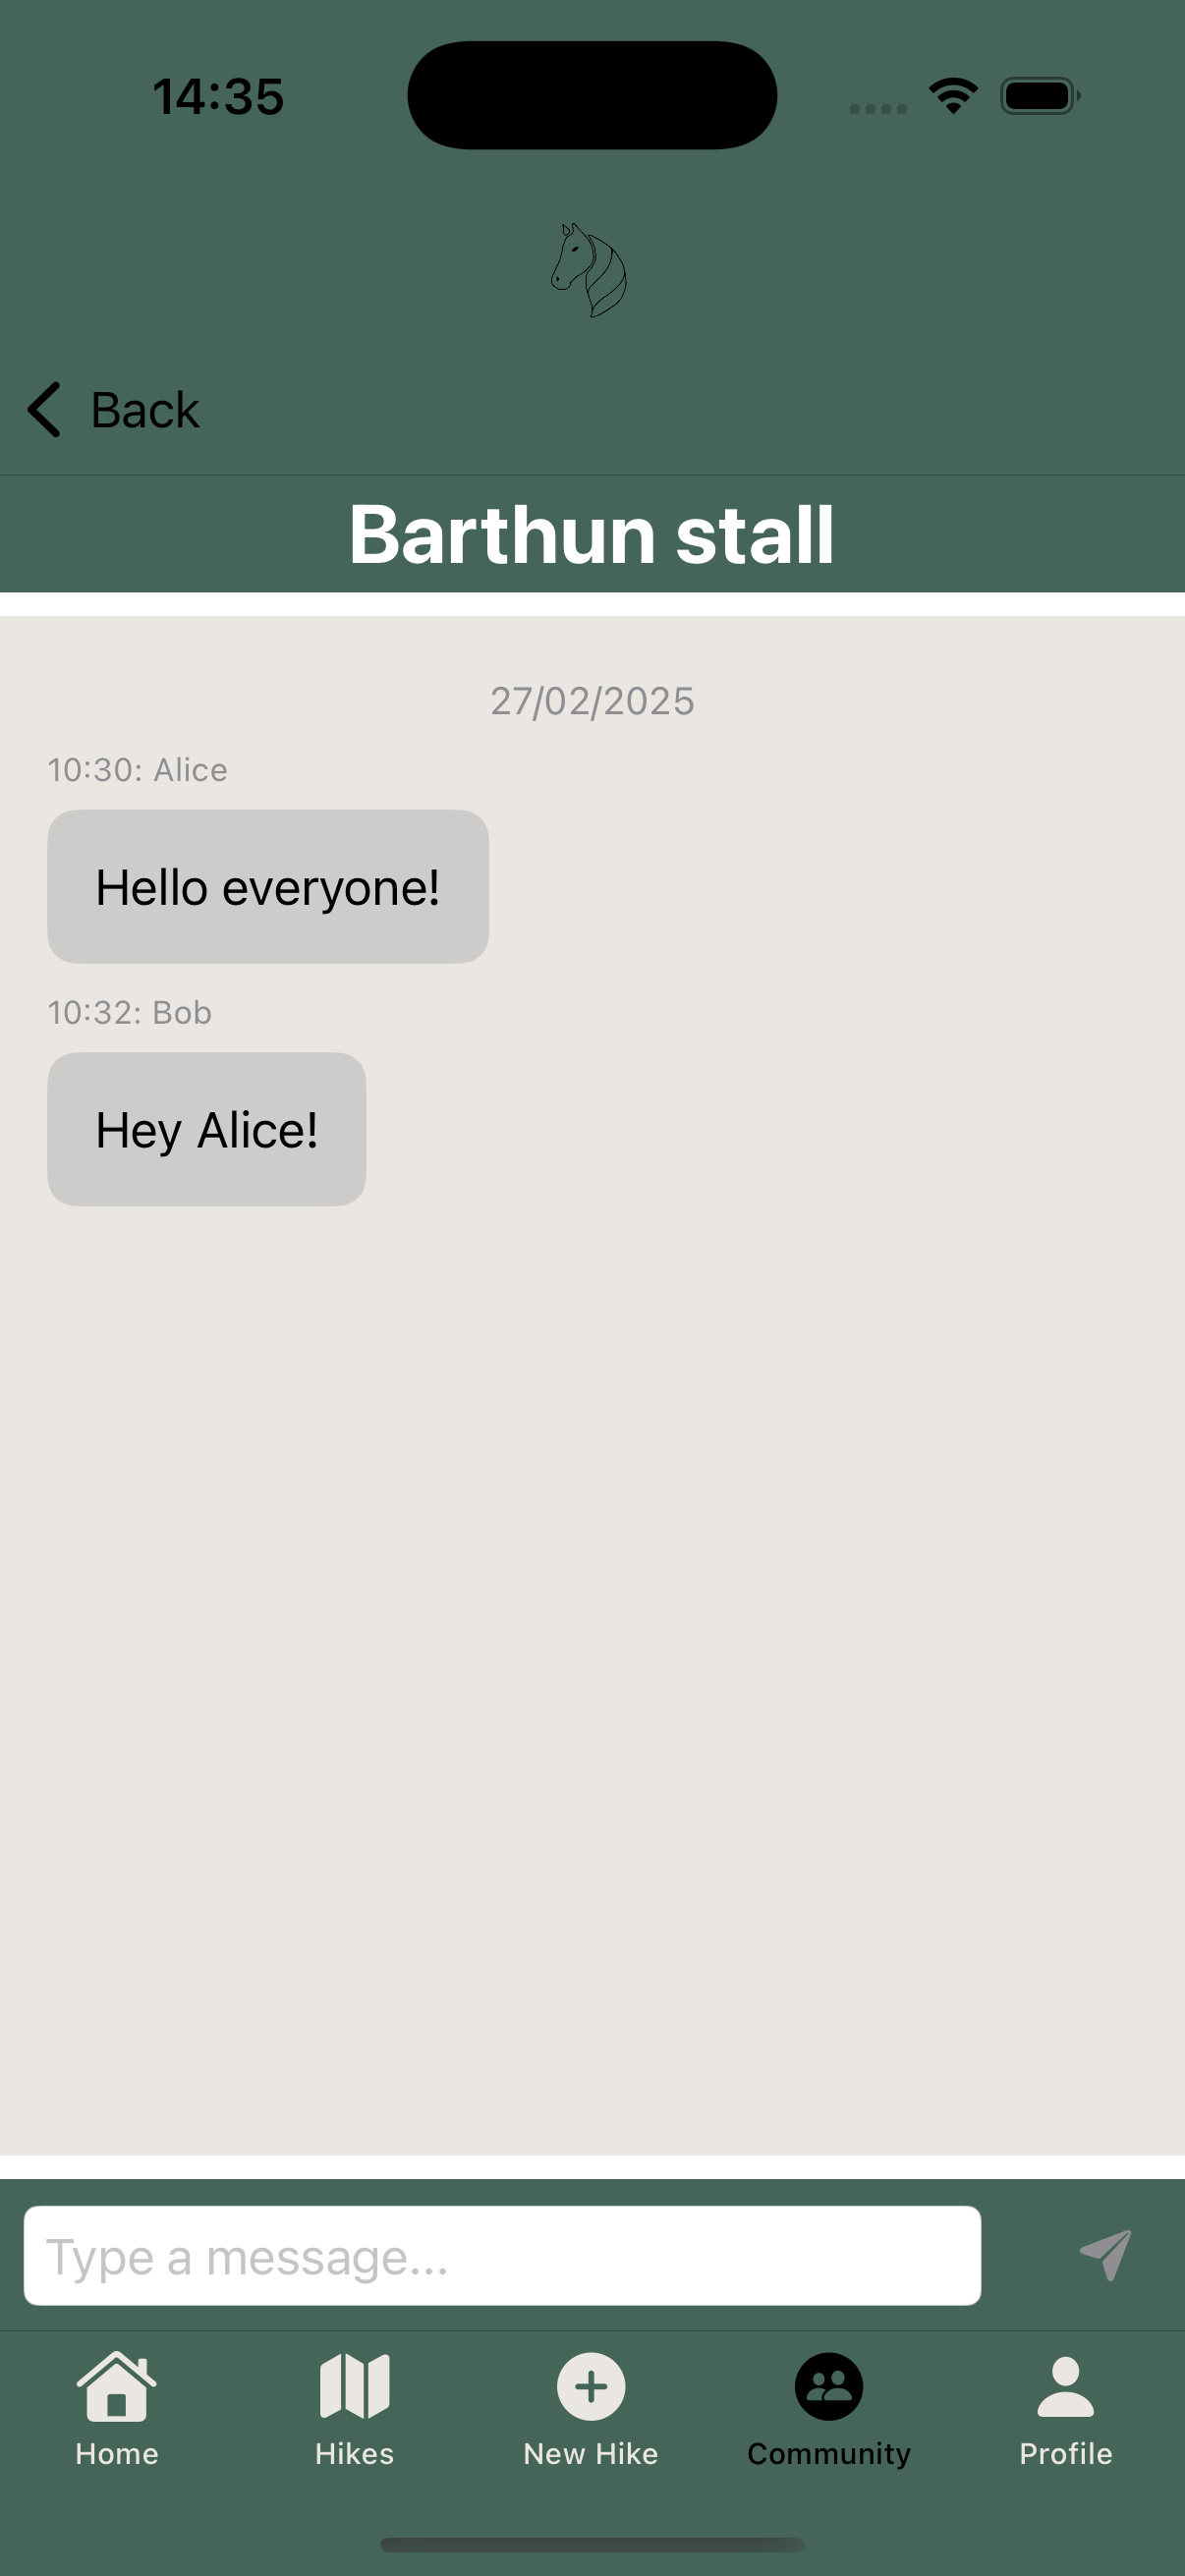 14:35
Back
Barthun stall
27/02/2025
10:30: Alice
Hello everyone!
10:32: Bob
Hey Alice!
Type a message...
Home
Hikes
New Hike
Community
Profile